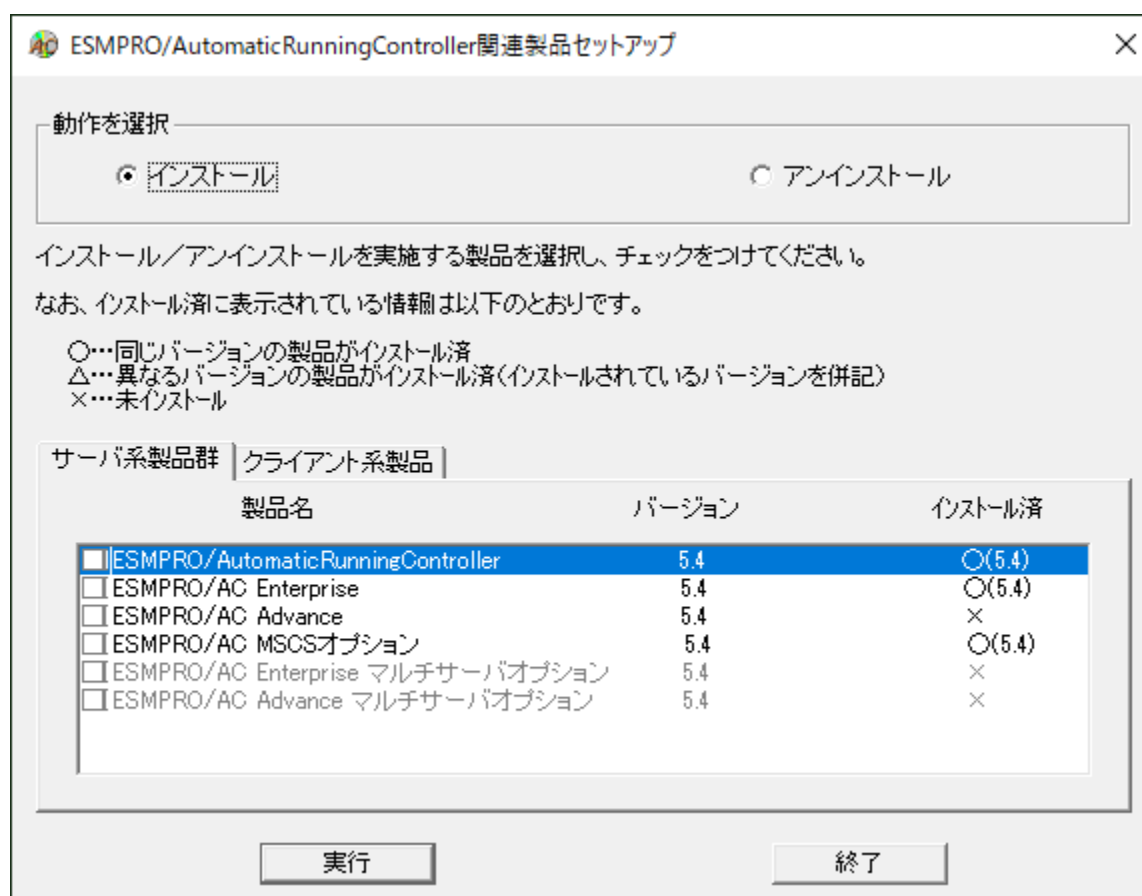 ESMPRO/AutomaticRunningController関連製品セットアップ
動作を選択
インストール アンインストール
インストール／アンインストールを実施する製品を選択し、チェックをつけてください。
なお、インストール済に表示されている情報は以下のとおりです。
○…同じバージョンの製品がインストール済
△…異なるバージョンの製品がインストール済(インストールされているバージョンを併記)
×…未インストール
サーバ系製品群 クライアント系製品
製品名 バージョン インストール済
ESMPRO/AutomaticRunningController 5.4 ○(5.4)
ESMPRO/AC Enterprise 5.4 ○(5.4)
ESMPRO/AC Advance 5.4 ×
ESMPRO/AC MSCSオプション 5.4 ○(5.4)
ESMPRO/AC Enterprise マルチサーバオプション 5.4 ×
ESMPRO/AC Advance マルチサーバオプション 5.4 ×
実行 終了